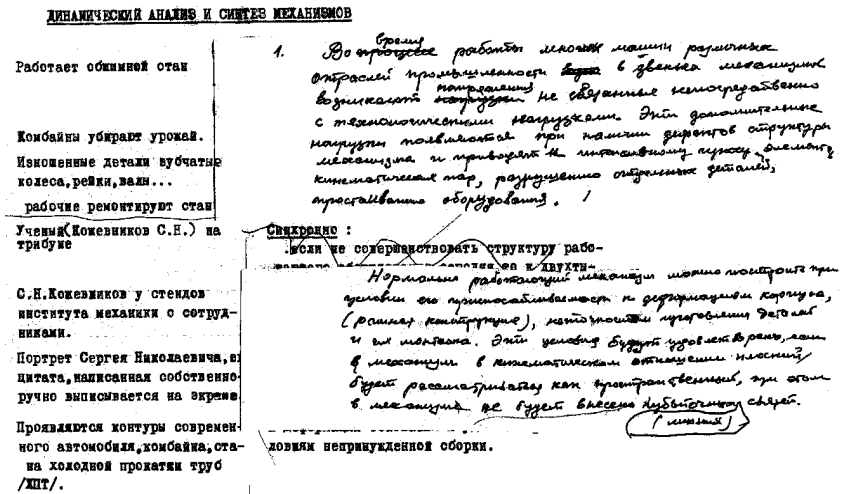 ДИНАМИЧЕСКИЙ АНАЛИЗ И СИНТЕЗ МЕХАНИЗМОВ
Работает обжимной стан
Комбайны убирают урожай.
Изношенные детали зубчатые
колеса,рейки,валы...
рабочие ремонтируют стан
Ученый(Кожевников С.Н.) на
трибуне
С.Н.Кожевников у стендов
института механики с сотруд-
никами.
Портрет Сергея Николаевича,е
цитата,написанная собственно-
ручно выписывается на экране
Проявляются контуры современ-
ного автомобиля,комбайна,ста-
на холодной прокатки труб
/ХПТ/.
1. Во время работы многих машин различных
отраслей промышленности в звеньях механизмов
возникают напряжения не связанные непосредственно
с технологическими нагрузками. Эти дополнительные
нагрузки появляются при наличии дефектов структуры
механизма и приводят к интенсивному износу элементов
кинематических пар, разрушению отдельных деталей,
простаиванию оборудования.
Синхронно :
.если не совершенствовать структуру рабо-
Нормально работающий механизм можно построить при
условии его приспосабливаемости к деформациям корпуса,
(рамная конструкция), неточностям изготовления деталей
и их монтажа. Эти условия будут удовлетворены, если
в механизме в кинематическом отношении плоский
будет рассматриваться как пространственный, при этом
в механизм не будет внесено избыточных связей.
(лишних)
ловиям непринужденной сборки.